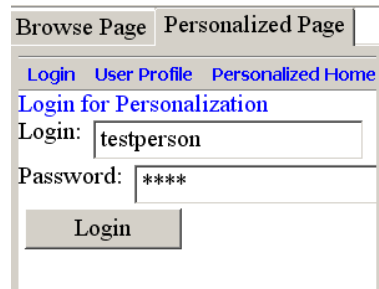 Browse Page Personalized Page
Login User Profile Personalized Home
Login for Personalization
Login: testperson
Password: ****
Login